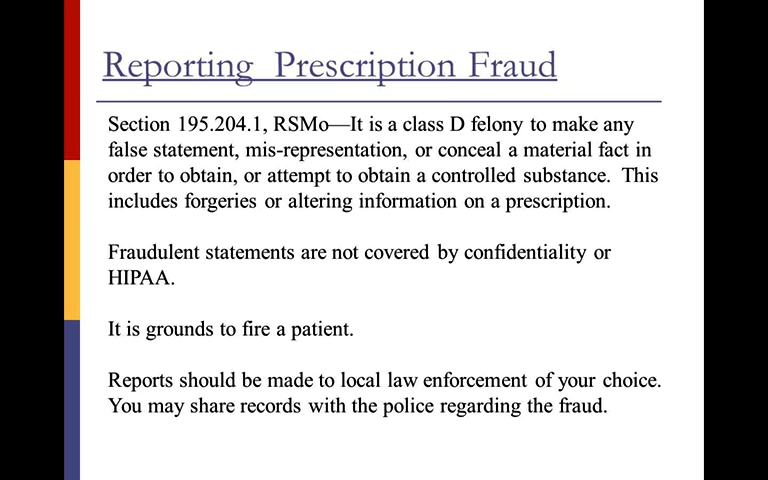 Reporting  Prescription Fraud
Section 195.204.1, RSMo—It is a class D felony to make any
false statement, mis-representation, or conceal a material fact in
order to obtain, or attempt to obtain a controlled substance.  This
includes forgeries or altering information on a prescription.
Fraudulent statements are not covered by confidentiality or
HIPAA.
It is grounds to fire a patient.
Reports should be made to local law enforcement of your choice.
You may share records with the police regarding the fraud.